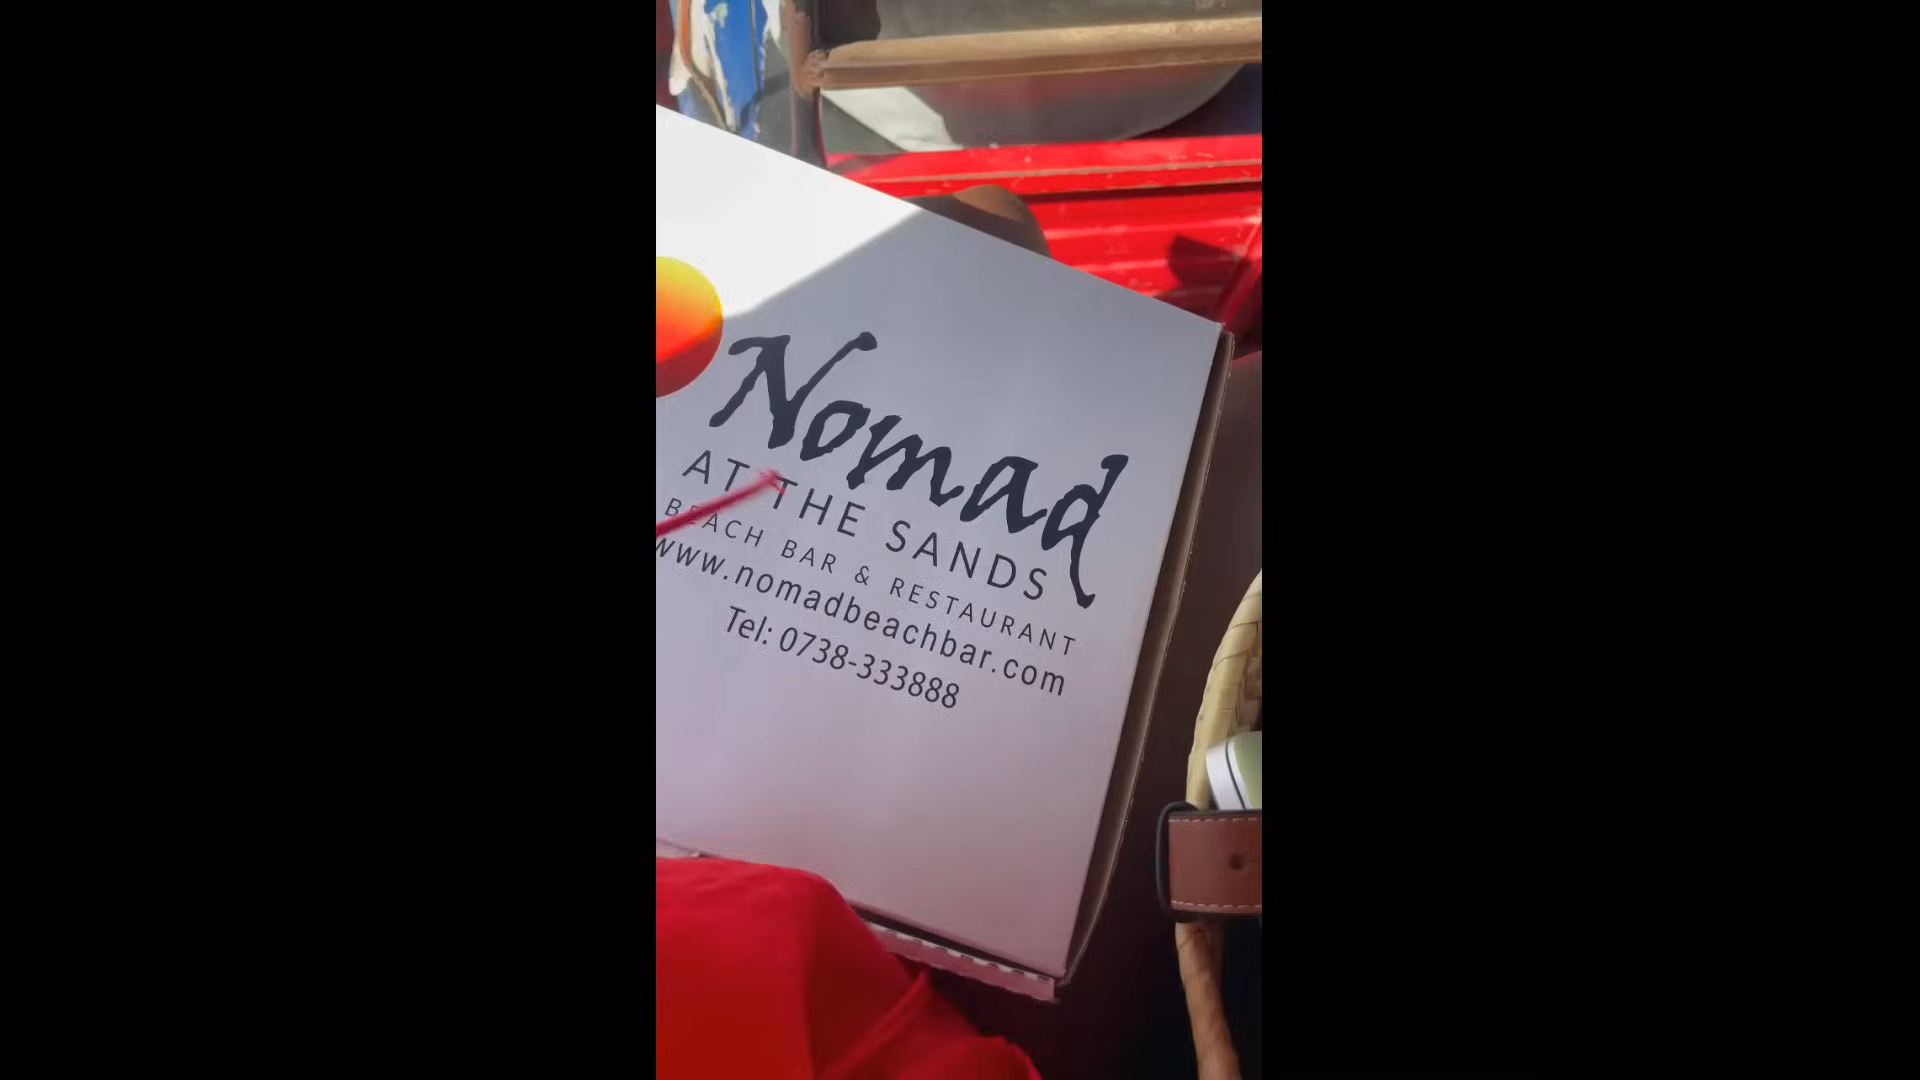 Nomad
AT THE SANDS
BEACH BAR & RESTAURANT
www.nomadbeachbar.com
Tel: 0738-333888